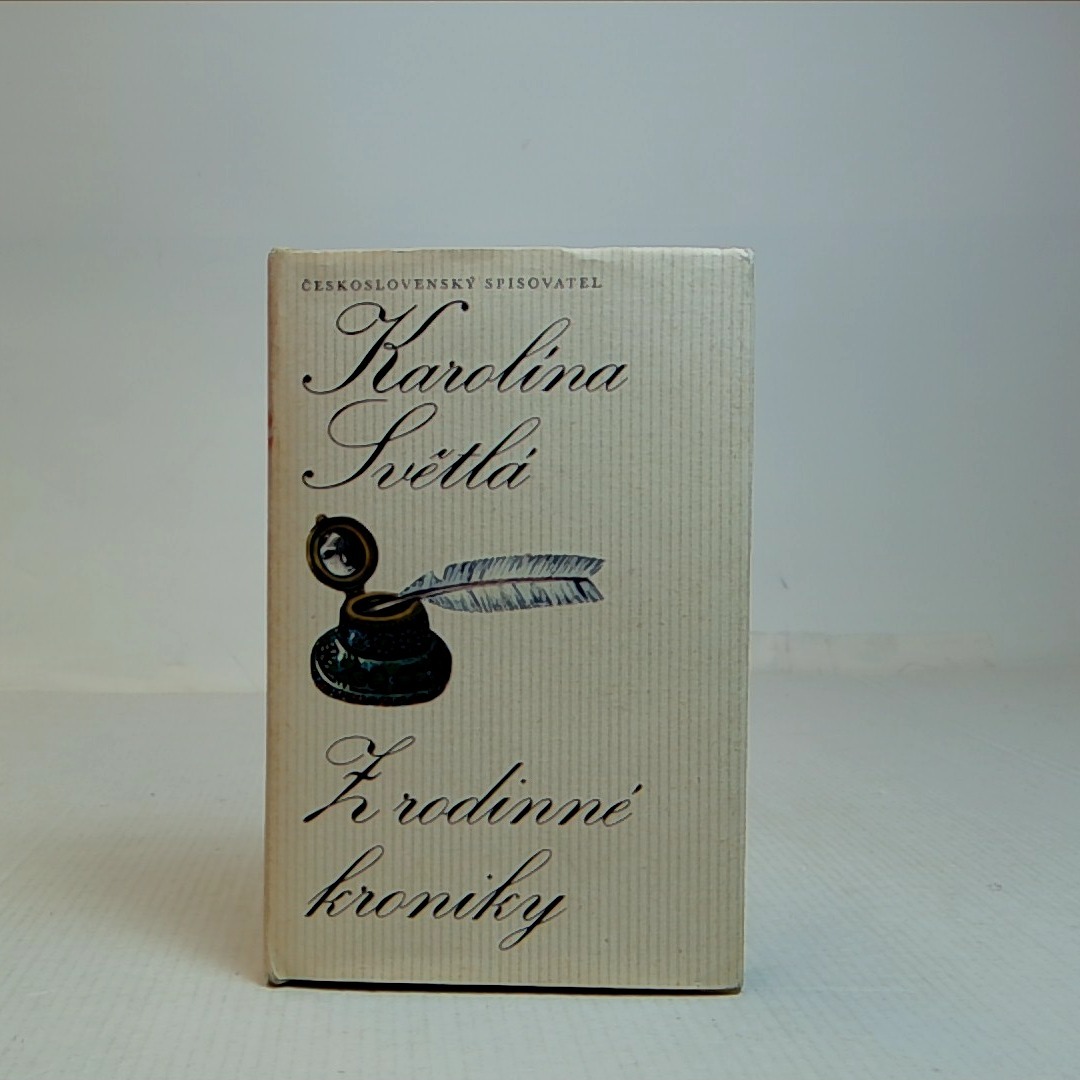 ČESKOSLOVENSKÝ SPISOVATEL
Karolína
Světlá
Z rodinné
kroniky